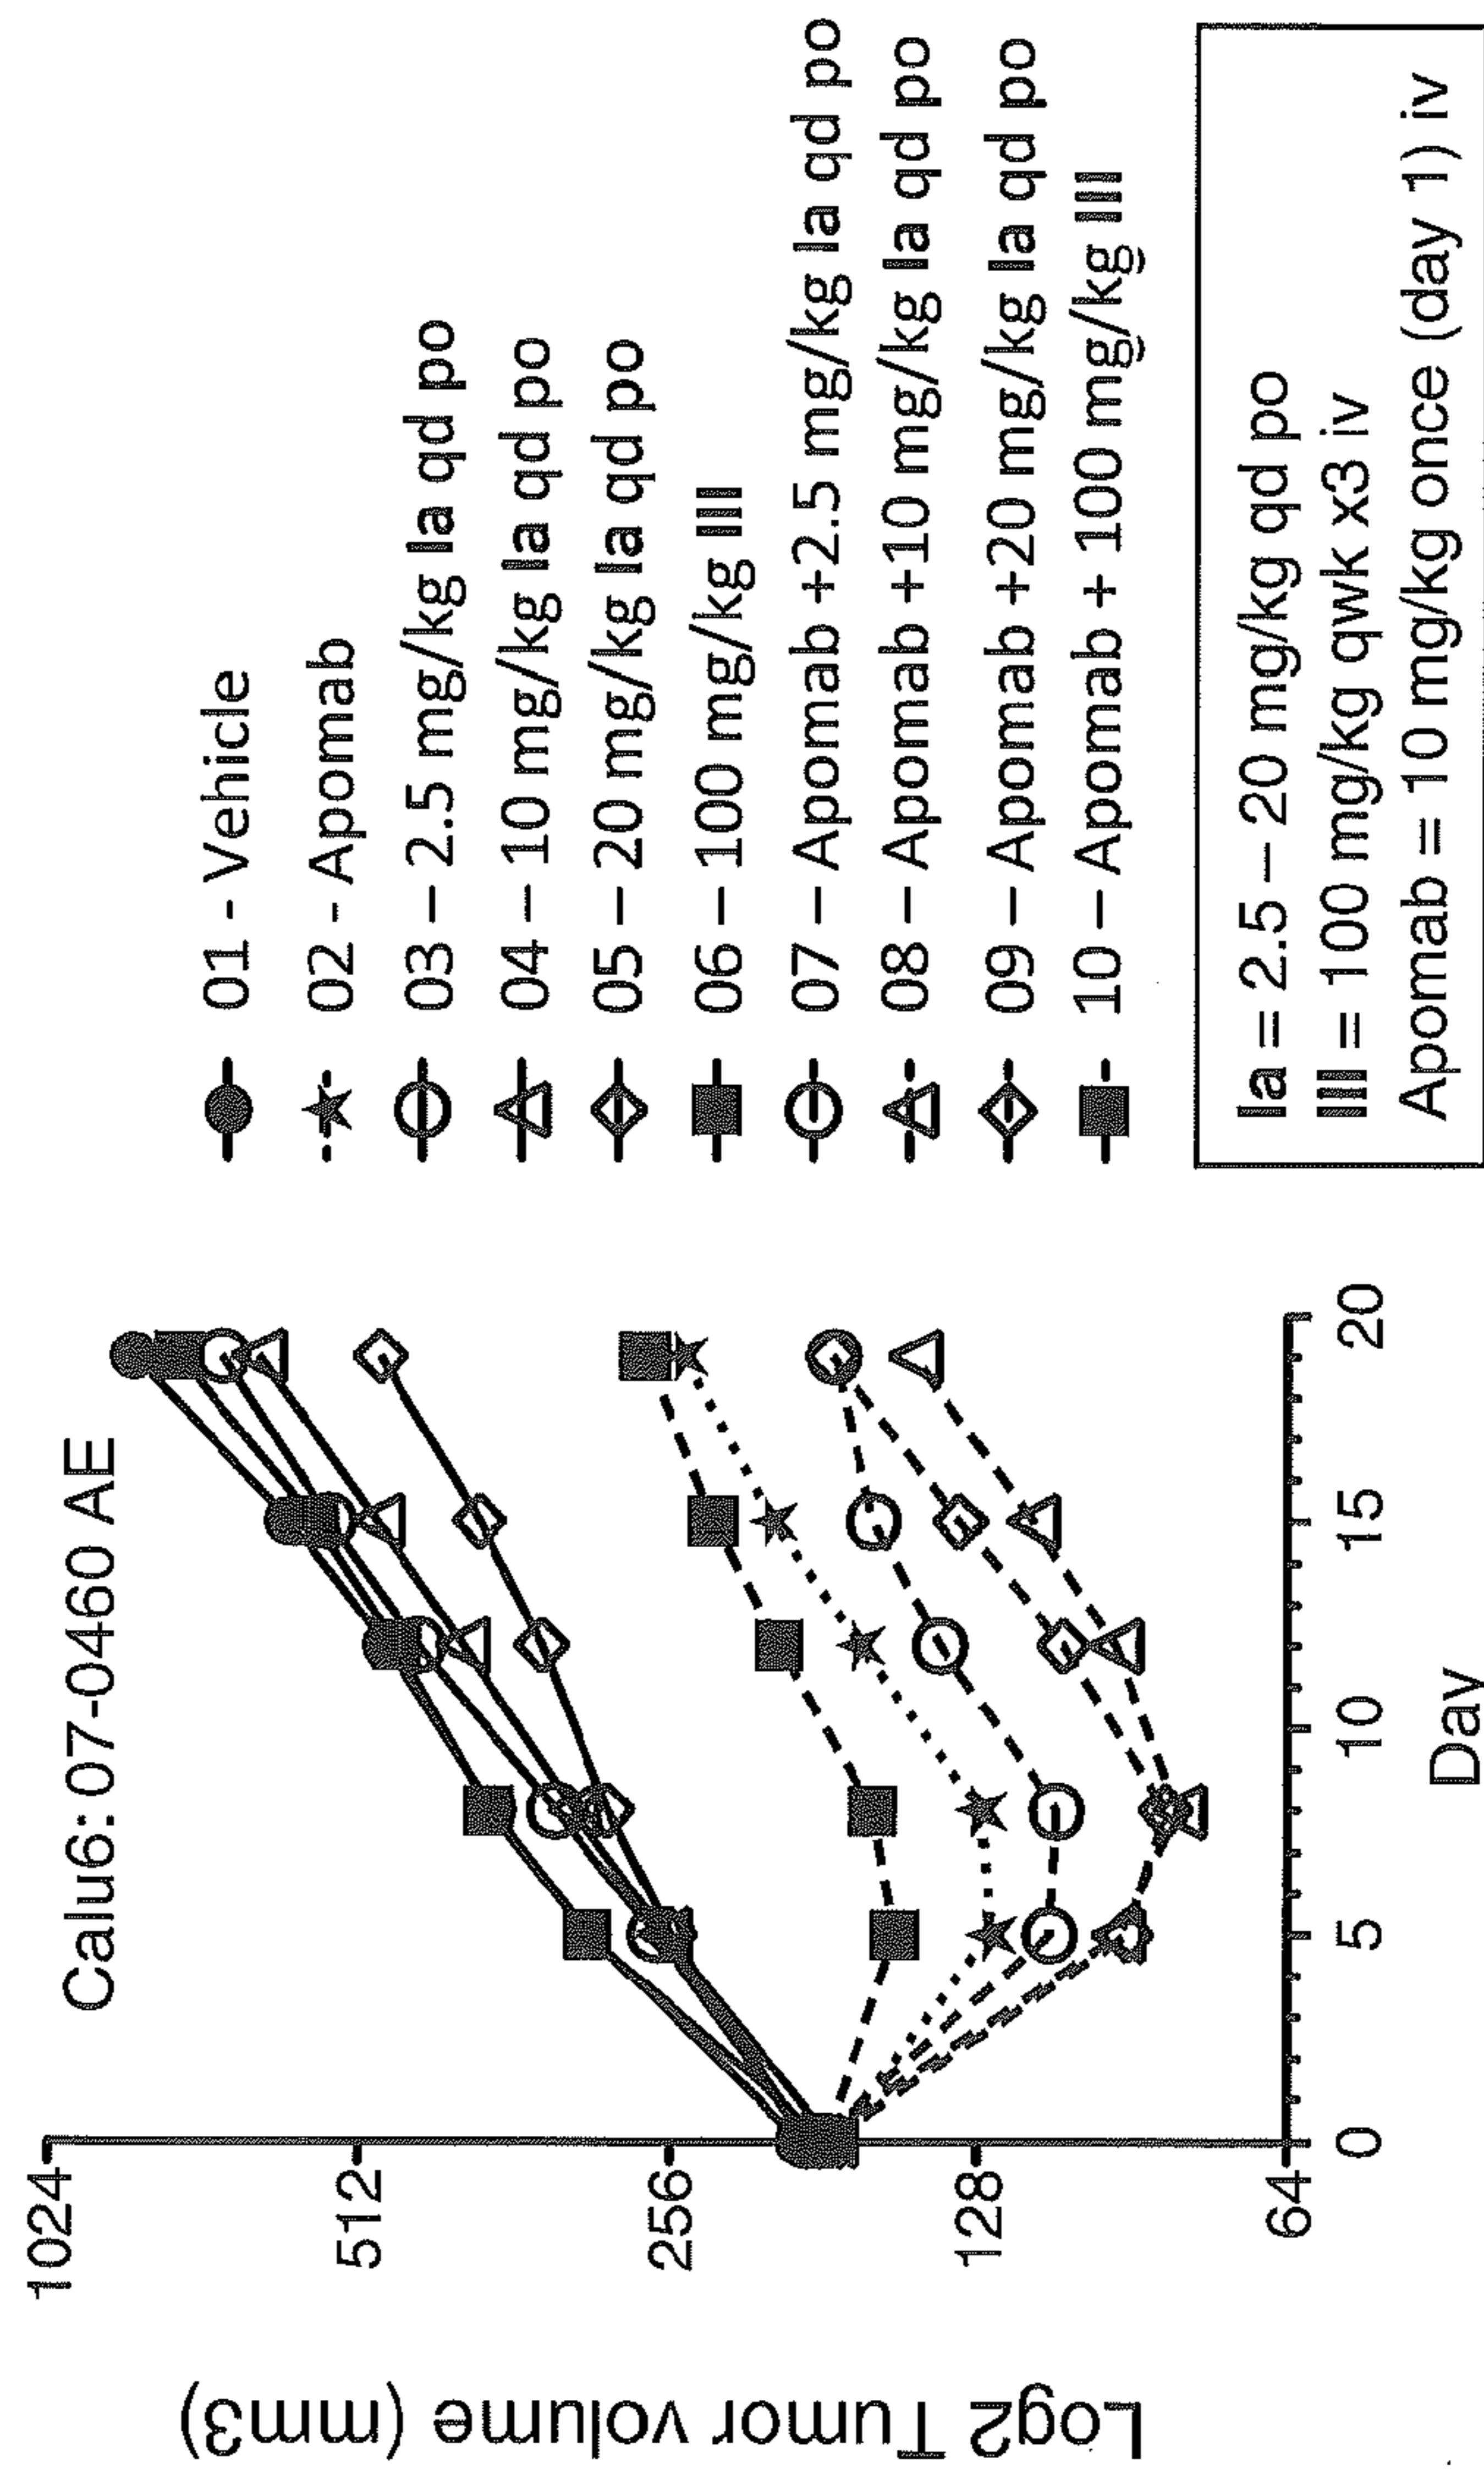 Calu6: 07-0460 AE
Log2 Tumor volume (mm3)
1024
512
256
128
64
0
5
10
15
20
Day
01 - Vehicle
02 - Apomab
03 – 2.5 mg/kg Ia qd po
04 – 10 mg/kg Ia qd po
05 – 20 mg/kg Ia qd po
06 – 100 mg/kg III
07 – Apomab +2.5 mg/kg Ia qd po
08 – Apomab +10 mg/kg Ia qd po
09 – Apomab +20 mg/kg Ia qd po
10 – Apomab + 100 mg/kg III
Ia = 2.5 – 20 mg/kg qd po
III = 100 mg/kg qwk x3 iv
Apomab = 10 mg/kg once (day 1) iv